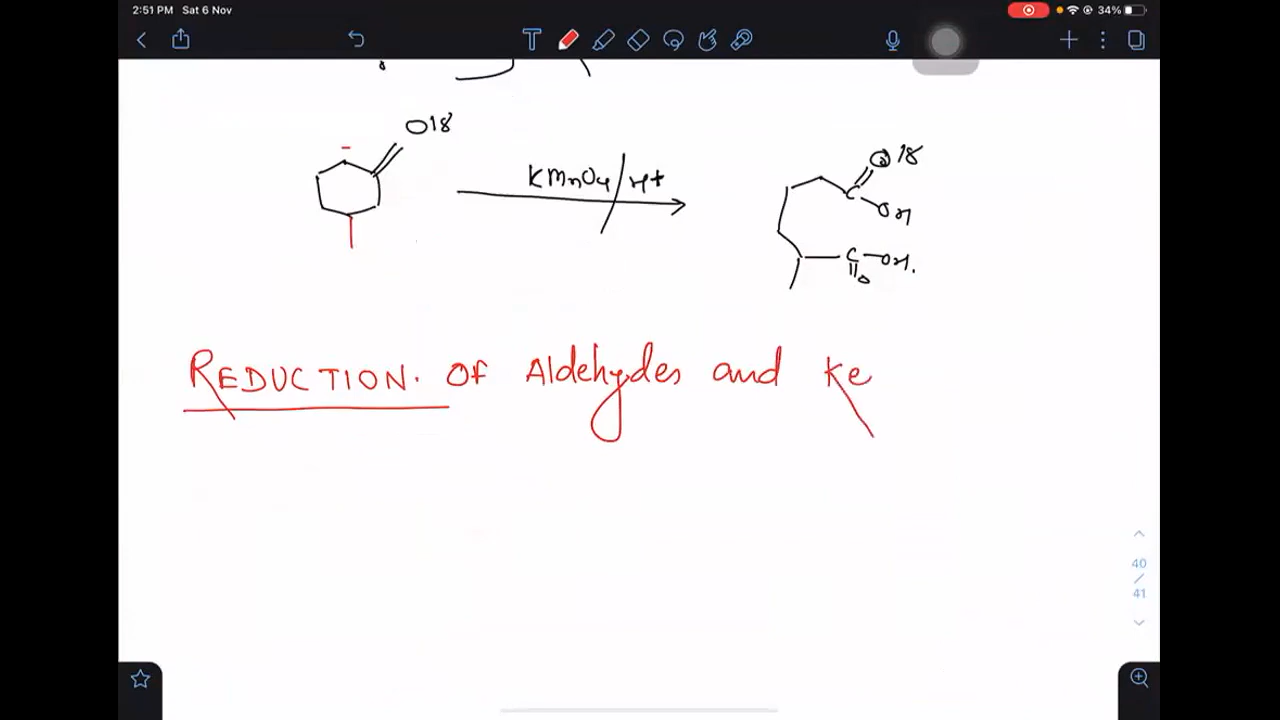 2:51 PM Sat 6 Nov 34%
O18
KMnO4/H+
O 18
C
OH
C OH.
O
REDUCTION. Of Aldehydes and Ke
40
/
41